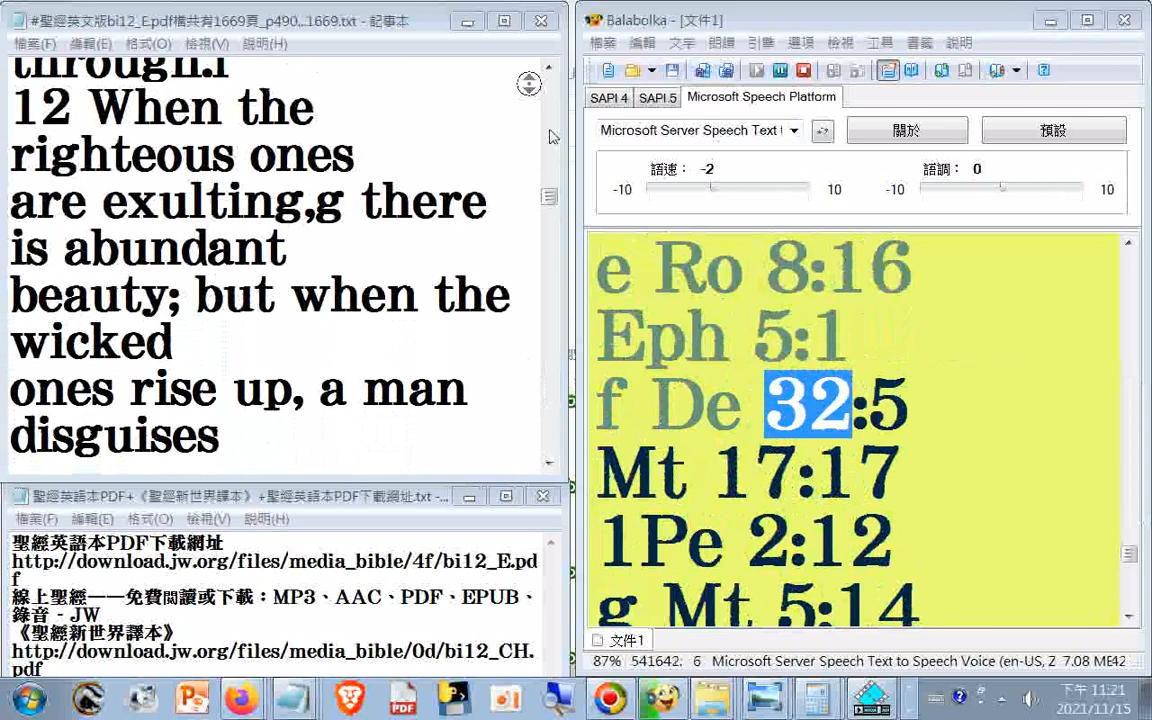 #聖經英文版bi12_E.pdf檔共有1669頁_p490,..1669.txt - 記事本
檔案(F) 編輯(E) 格式(O) 檢視(V) 說明(H)
through.f
12 When the
righteous ones
are exulting,g there
is abundant
beauty; but when the
wicked
ones rise up, a man
disguises
聖經英語本PDF+《聖經新世界譯本》+聖經英語本PDF下載網址.txt -...
檔案(F) 編輯(E) 格式(O) 檢視(V) 說明(H)
聖經英語本PDF下載網址
http://download.jw.org/files/media_bible/4f/bi12_E.pd
f
線上聖經——免費閱讀或下載：MP3、AAC、PDF、EPUB、
錄音 - JW
《聖經新世界譯本》
http://download.jw.org/files/media_bible/0d/bi12_CH.
pdf
Balabolka - [文件1]
檔案 編輯 文字 朗讀 引擎 選項 檢視 工具 書籤 說明
SAPI 4 SAPI 5 Microsoft Speech Platform
Microsoft Server Speech Text 關於 預設
語速： -2 語調： 0
-10 10 -10 10
e Ro 8:16
Eph 5:1
f De 32:5
Mt 17:17
1Pe 2:12
g Mt 5:14
文件1
87% 541642: 6 Microsoft Server Speech Text to Speech Voice (en-US, Z 7.08 ME42
PDF
下午 11:21
2021/11/15